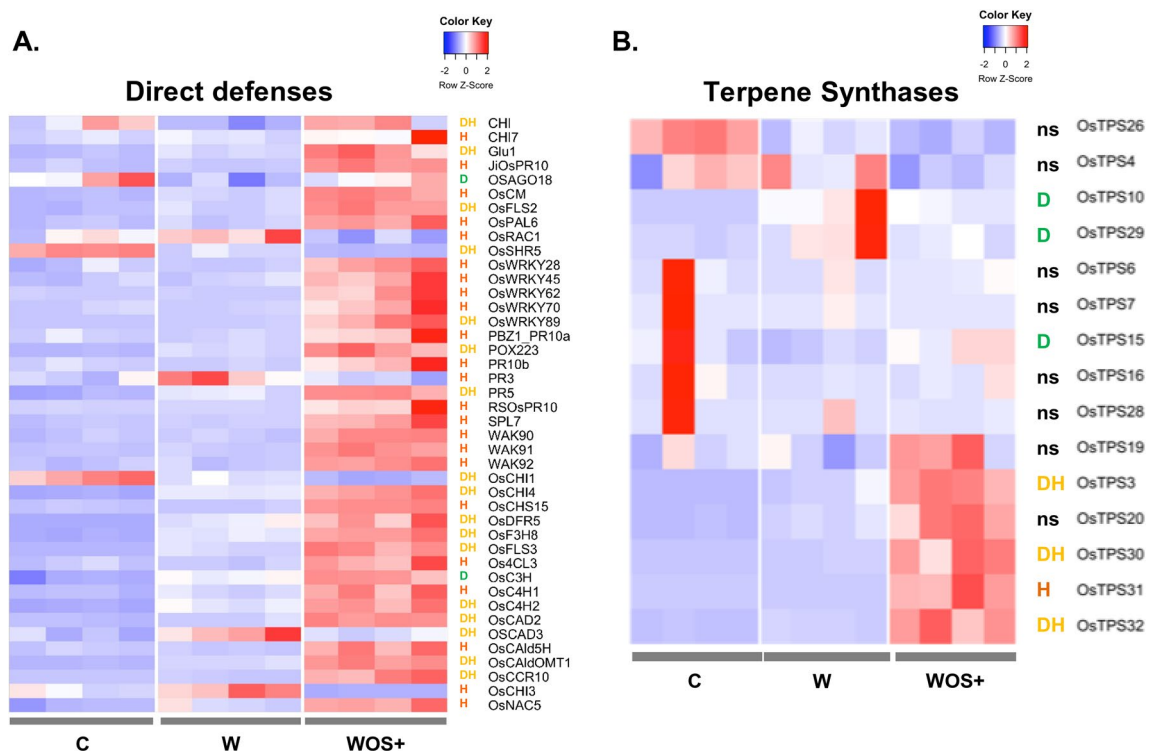 A.
Color Key
-2 0 2
Row Z-Score
Direct defenses
DH CHI
H CHI7
DH Glu1
H JiOsPR10
D OSAGO18
H OsCM
DH OsFLS2
H OsPAL6
H OsRAC1
DH OsSHR5
H OsWRKY28
H OsWRKY45
H OsWRKY62
H OsWRKY70
DH OsWRKY89
H PBZ1_PR10a
DH POX223
H PR10b
H PR3
DH PR5
H RSOsPR10
H SPL7
H WAK90
H WAK91
H WAK92
DH OsCHI1
DH OsCHI4
H OsCHS15
DH OsDFR5
DH OsF3H8
DH OsFLS3
H Os4CL3
D OsC3H
H OsC4H1
DH OsC4H2
DH OsCAD2
DH OSCAD3
H OsCAld5H
DH OsCAldOMT1
DH OsCCR10
H OsCHI3
H OsNAC5
C W WOS+
B.
Color Key
-2 0 2
Row Z-Score
Terpene Synthases
ns OsTPS26
ns OsTPS4
D OsTPS10
D OsTPS29
ns OsTPS6
ns OsTPS7
D OsTPS15
ns OsTPS16
ns OsTPS28
ns OsTPS19
DH OsTPS3
ns OsTPS20
DH OsTPS30
H OsTPS31
DH OsTPS32
C W WOS+